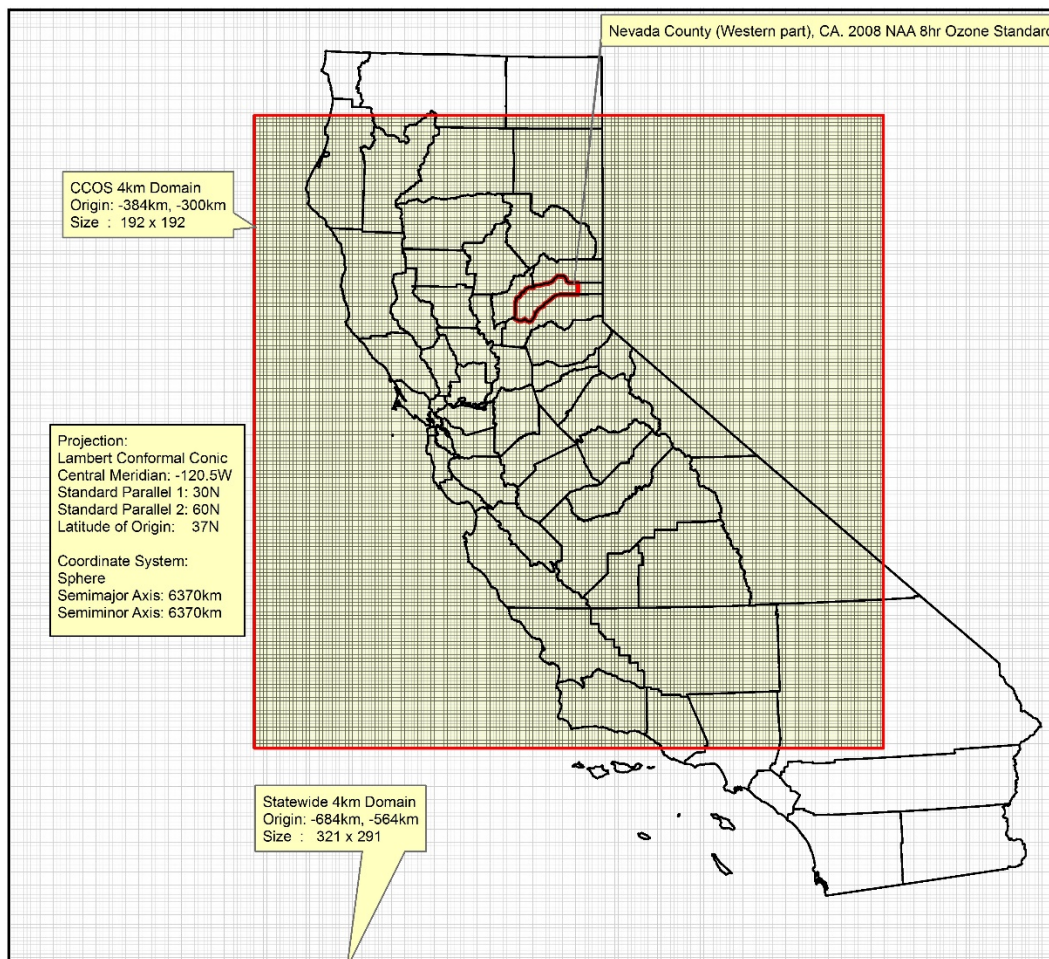 Nevada County (Western part), CA. 2008 NAA 8hr Ozone Standard
CCOS 4km Domain
Origin: -384km, -300km
Size : 192 x 192
Projection:
Lambert Conformal Conic
Central Meridian: -120.5W
Standard Parallel 1: 30N
Standard Parallel 2: 60N
Latitude of Origin: 37N
Coordinate System:
Sphere
Semimajor Axis: 6370km
Semiminor Axis: 6370km
Statewide 4km Domain
Origin: -684km, -564km
Size : 321 x 291